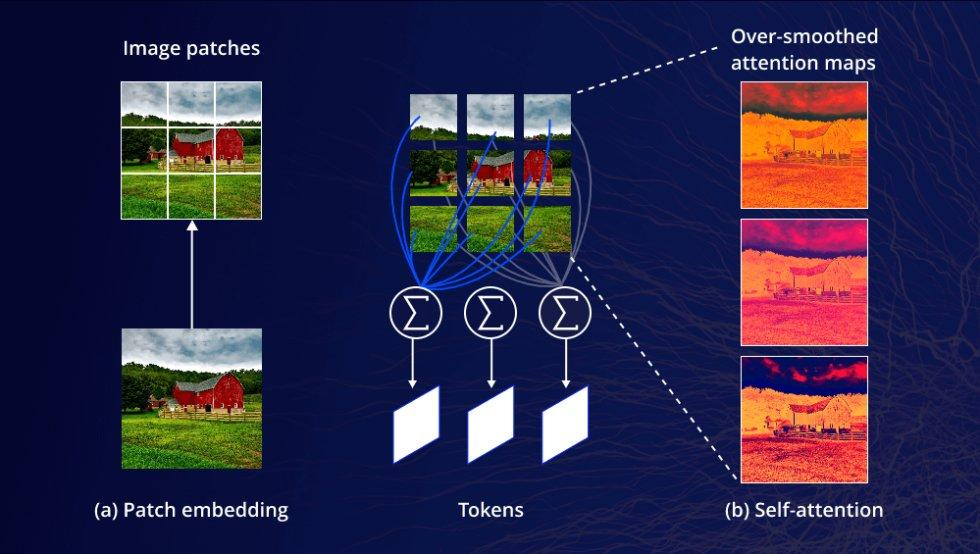 Image patches
Over-smoothed
attention maps
Σ
Σ
Σ
(a) Patch embedding
Tokens
(b) Self-attention